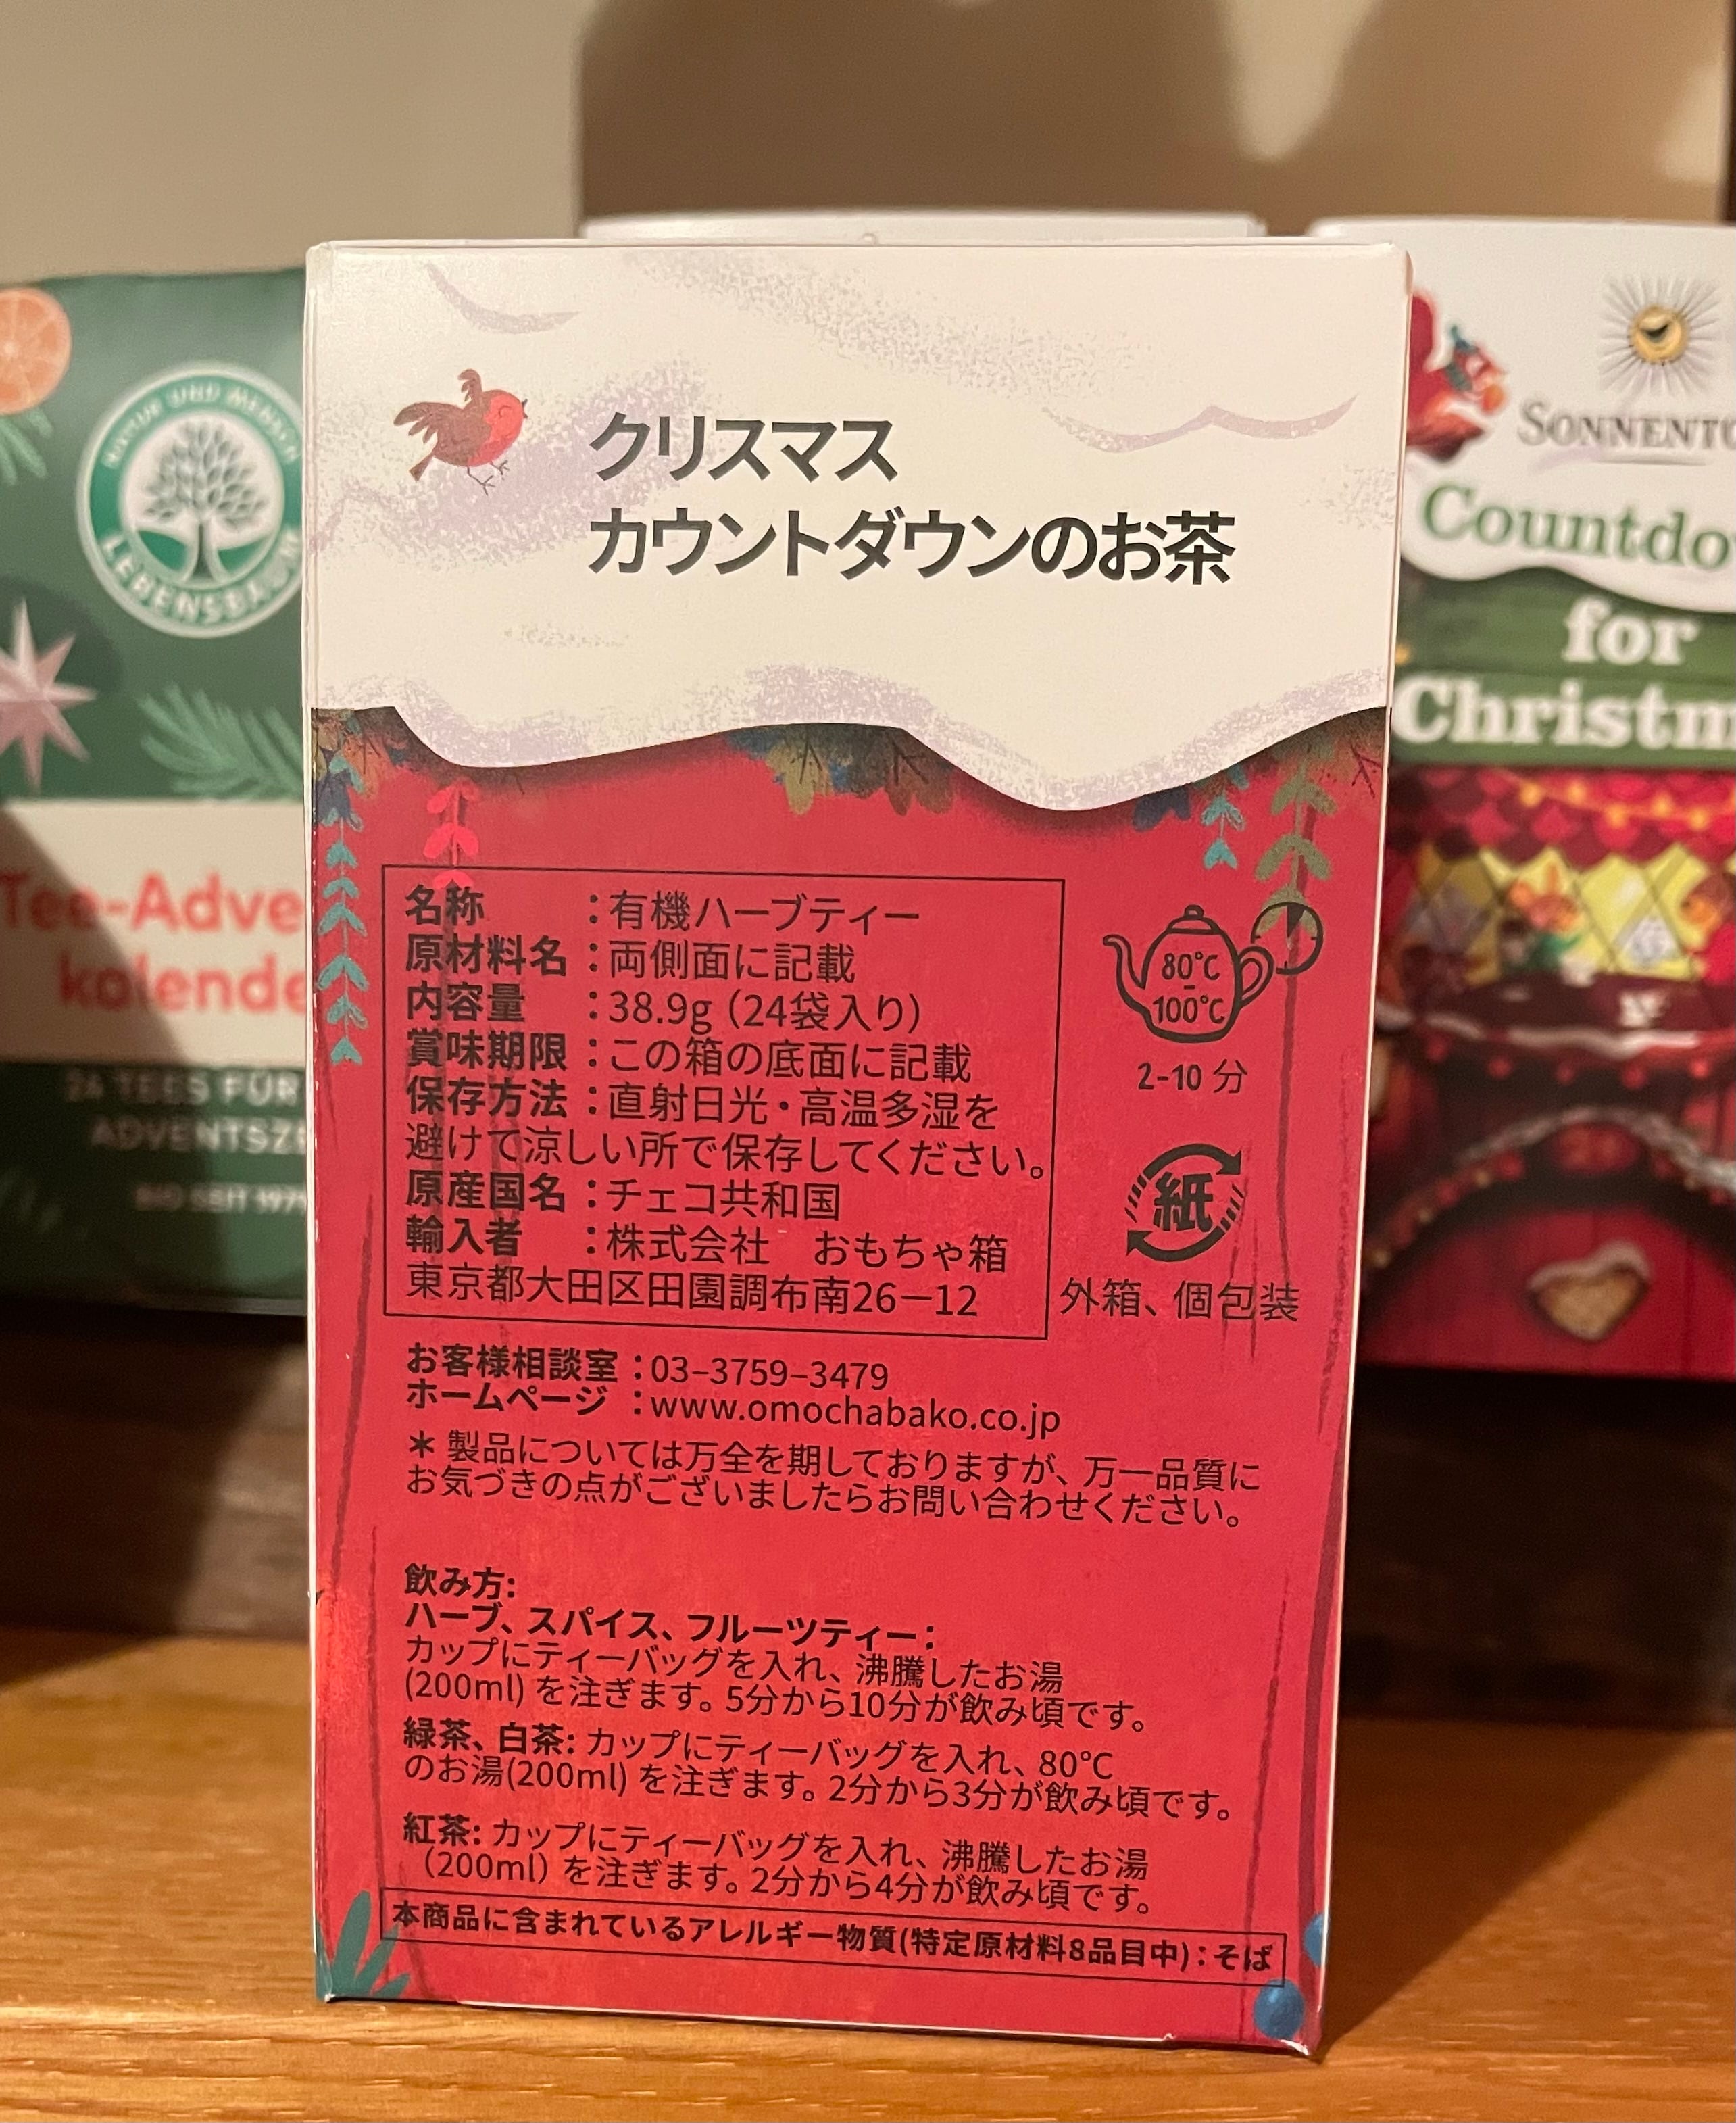 NATUR UND MENSCH
LEBENSBAUM
24 TEES FÜR
BIO SEIT 1979
クリスマス
カウントダウンのお茶
名称 ：有機ハーブティー
原材料名：両側面に記載
内容量 ：38.9g（24袋入り）
賞味期限：この箱の底面に記載
保存方法：直射日光・高温多湿を
避けて涼しい所で保存してください。
原産国名：チェコ共和国
輸入者 ：株式会社　おもちゃ箱
東京都大田区田園調布南26ー12
80℃
-
100℃
2-10 分
紙
外箱、個包装
お客様相談室：03-3759-3479
ホームページ ：www.omochabako.co.jp
＊ 製品については万全を期しておりますが、万一品質に
お気づきの点がございましたらお問い合わせください。
飲み方:
ハーブ、スパイス、フルーツティー：
カップにティーバッグを入れ、沸騰したお湯
(200ml) を注ぎます。5分から10分が飲み頃です。
緑茶、白茶: カップにティーバッグを入れ、80℃
のお湯(200ml) を注ぎます。2分から3分が飲み頃です。
紅茶: カップにティーバッグを入れ、沸騰したお湯
（200ml）を注ぎます。2分から4分が飲み頃です。
本商品に含まれているアレルギー物質(特定原材料8品目中)：そば
for